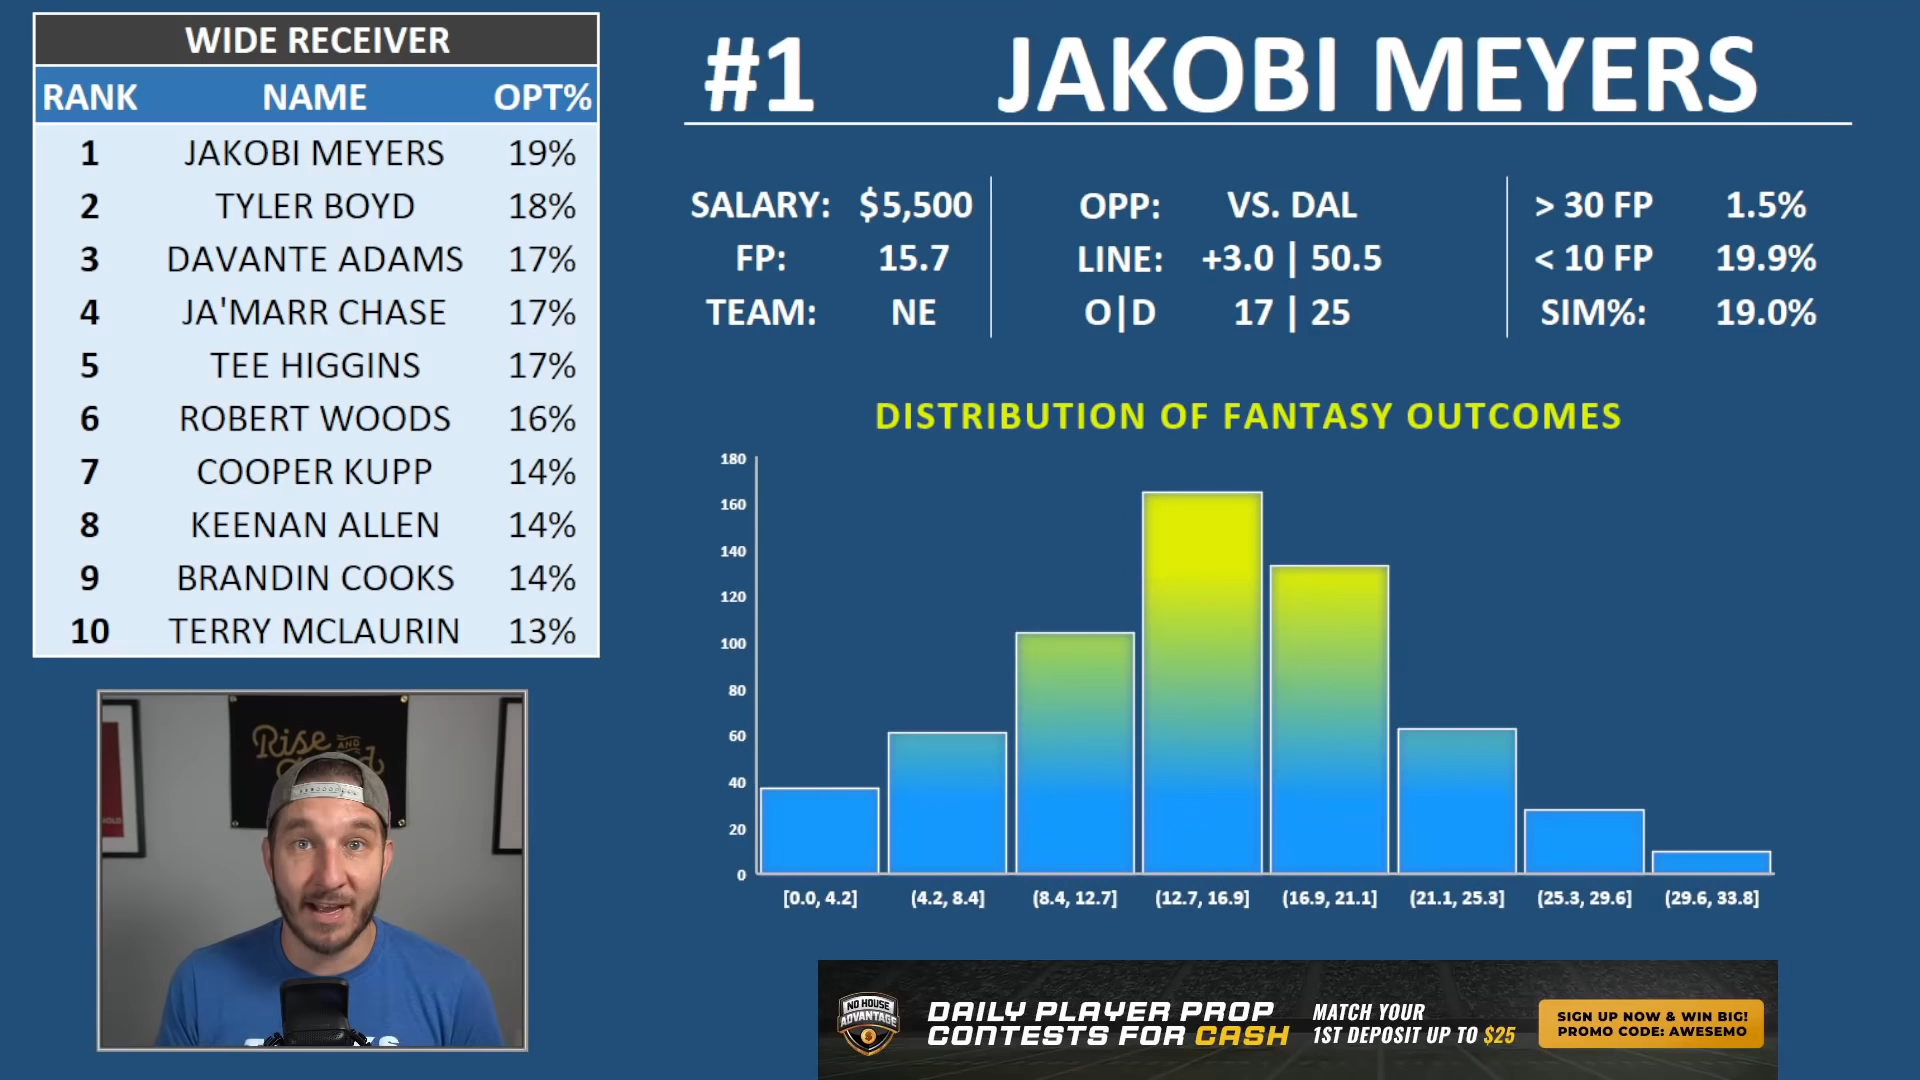 WIDE RECEIVER
RANK NAME OPT%
1 JAKOBI MEYERS 19%
2 TYLER BOYD 18%
3 DAVANTE ADAMS 17%
4 JA'MARR CHASE 17%
5 TEE HIGGINS 17%
6 ROBERT WOODS 16%
7 COOPER KUPP 14%
8 KEENAN ALLEN 14%
9 BRANDIN COOKS 14%
10 TERRY MCLAURIN 13%
Rise AND
#1 JAKOBI MEYERS
SALARY: $5,500 OPP: VS. DAL > 30 FP 1.5%
FP: 15.7 LINE: +3.0 | 50.5 < 10 FP 19.9%
TEAM: NE O|D 17 | 25 SIM%: 19.0%
DISTRIBUTION OF FANTASY OUTCOMES
180
160
140
120
100
80
60
40
20
0
[0.0, 4.2] (4.2, 8.4] (8.4, 12.7] (12.7, 16.9] (16.9, 21.1] (21.1, 25.3] (25.3, 29.6] (29.6, 33.8]
NO HOUSE
ADVANTAGE
DAILY PLAYER PROP
CONTESTS FOR CASH
MATCH YOUR
1ST DEPOSIT UP TO $25
SIGN UP NOW & WIN BIG!
PROMO CODE: AWESEMO